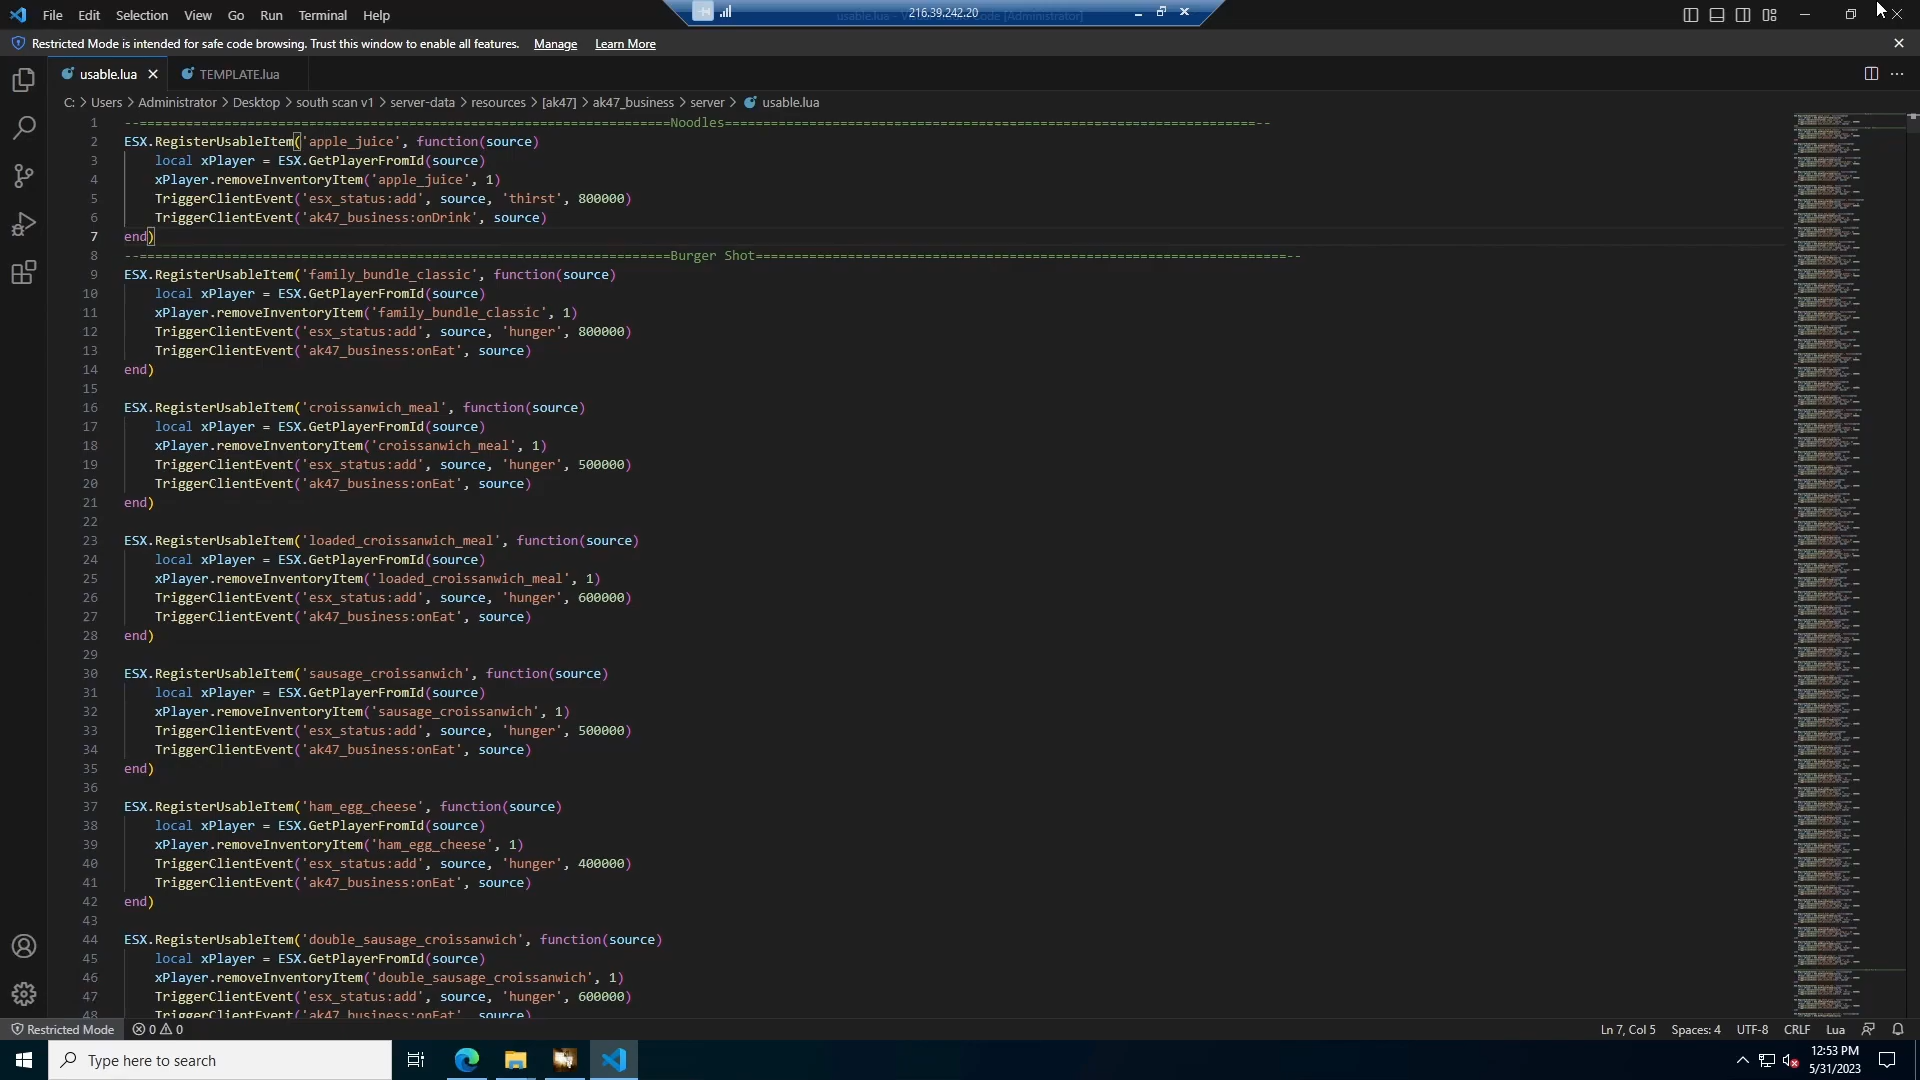 File Edit Selection View Go Run Terminal Help
216.39.242.20
Restricted Mode is intended for safe code browsing. Trust this window to enable all features. Manage Learn More
usable.lua TEMPLATE.lua
C: > Users > Administrator > Desktop > south scan v1 > server-data > resources > [ak47] > ak47_business > server > usable.lua
1 --=====================================================================Noodles=====================================================================--
2 ESX.RegisterUsableItem('apple_juice', function(source)
3 local xPlayer = ESX.GetPlayerFromId(source)
4 xPlayer.removeInventoryItem('apple_juice', 1)
5 TriggerClientEvent('esx_status:add', source, 'thirst', 800000)
6 TriggerClientEvent('ak47_business:onDrink', source)
7 end)
8 --=====================================================================Burger Shot=====================================================================--
9 ESX.RegisterUsableItem('family_bundle_classic', function(source)
10 local xPlayer = ESX.GetPlayerFromId(source)
11 xPlayer.removeInventoryItem('family_bundle_classic', 1)
12 TriggerClientEvent('esx_status:add', source, 'hunger', 800000)
13 TriggerClientEvent('ak47_business:onEat', source)
14 end)
15
16 ESX.RegisterUsableItem('croissanwich_meal', function(source)
17 local xPlayer = ESX.GetPlayerFromId(source)
18 xPlayer.removeInventoryItem('croissanwich_meal', 1)
19 TriggerClientEvent('esx_status:add', source, 'hunger', 500000)
20 TriggerClientEvent('ak47_business:onEat', source)
21 end)
22
23 ESX.RegisterUsableItem('loaded_croissanwich_meal', function(source)
24 local xPlayer = ESX.GetPlayerFromId(source)
25 xPlayer.removeInventoryItem('loaded_croissanwich_meal', 1)
26 TriggerClientEvent('esx_status:add', source, 'hunger', 600000)
27 TriggerClientEvent('ak47_business:onEat', source)
28 end)
29
30 ESX.RegisterUsableItem('sausage_croissanwich', function(source)
31 local xPlayer = ESX.GetPlayerFromId(source)
32 xPlayer.removeInventoryItem('sausage_croissanwich', 1)
33 TriggerClientEvent('esx_status:add', source, 'hunger', 500000)
34 TriggerClientEvent('ak47_business:onEat', source)
35 end)
36
37 ESX.RegisterUsableItem('ham_egg_cheese', function(source)
38 local xPlayer = ESX.GetPlayerFromId(source)
39 xPlayer.removeInventoryItem('ham_egg_cheese', 1)
40 TriggerClientEvent('esx_status:add', source, 'hunger', 400000)
41 TriggerClientEvent('ak47_business:onEat', source)
42 end)
43
44 ESX.RegisterUsableItem('double_sausage_croissanwich', function(source)
45 local xPlayer = ESX.GetPlayerFromId(source)
46 xPlayer.removeInventoryItem('double_sausage_croissanwich', 1)
47 TriggerClientEvent('esx_status:add', source, 'hunger', 600000)
48 TriggerClientEvent('ak47_business:onEat', source)
Restricted Mode 0 0 Ln 7, Col 5 Spaces: 4 UTF-8 CRLF Lua
Type here to search
12:53 PM
5/31/2023